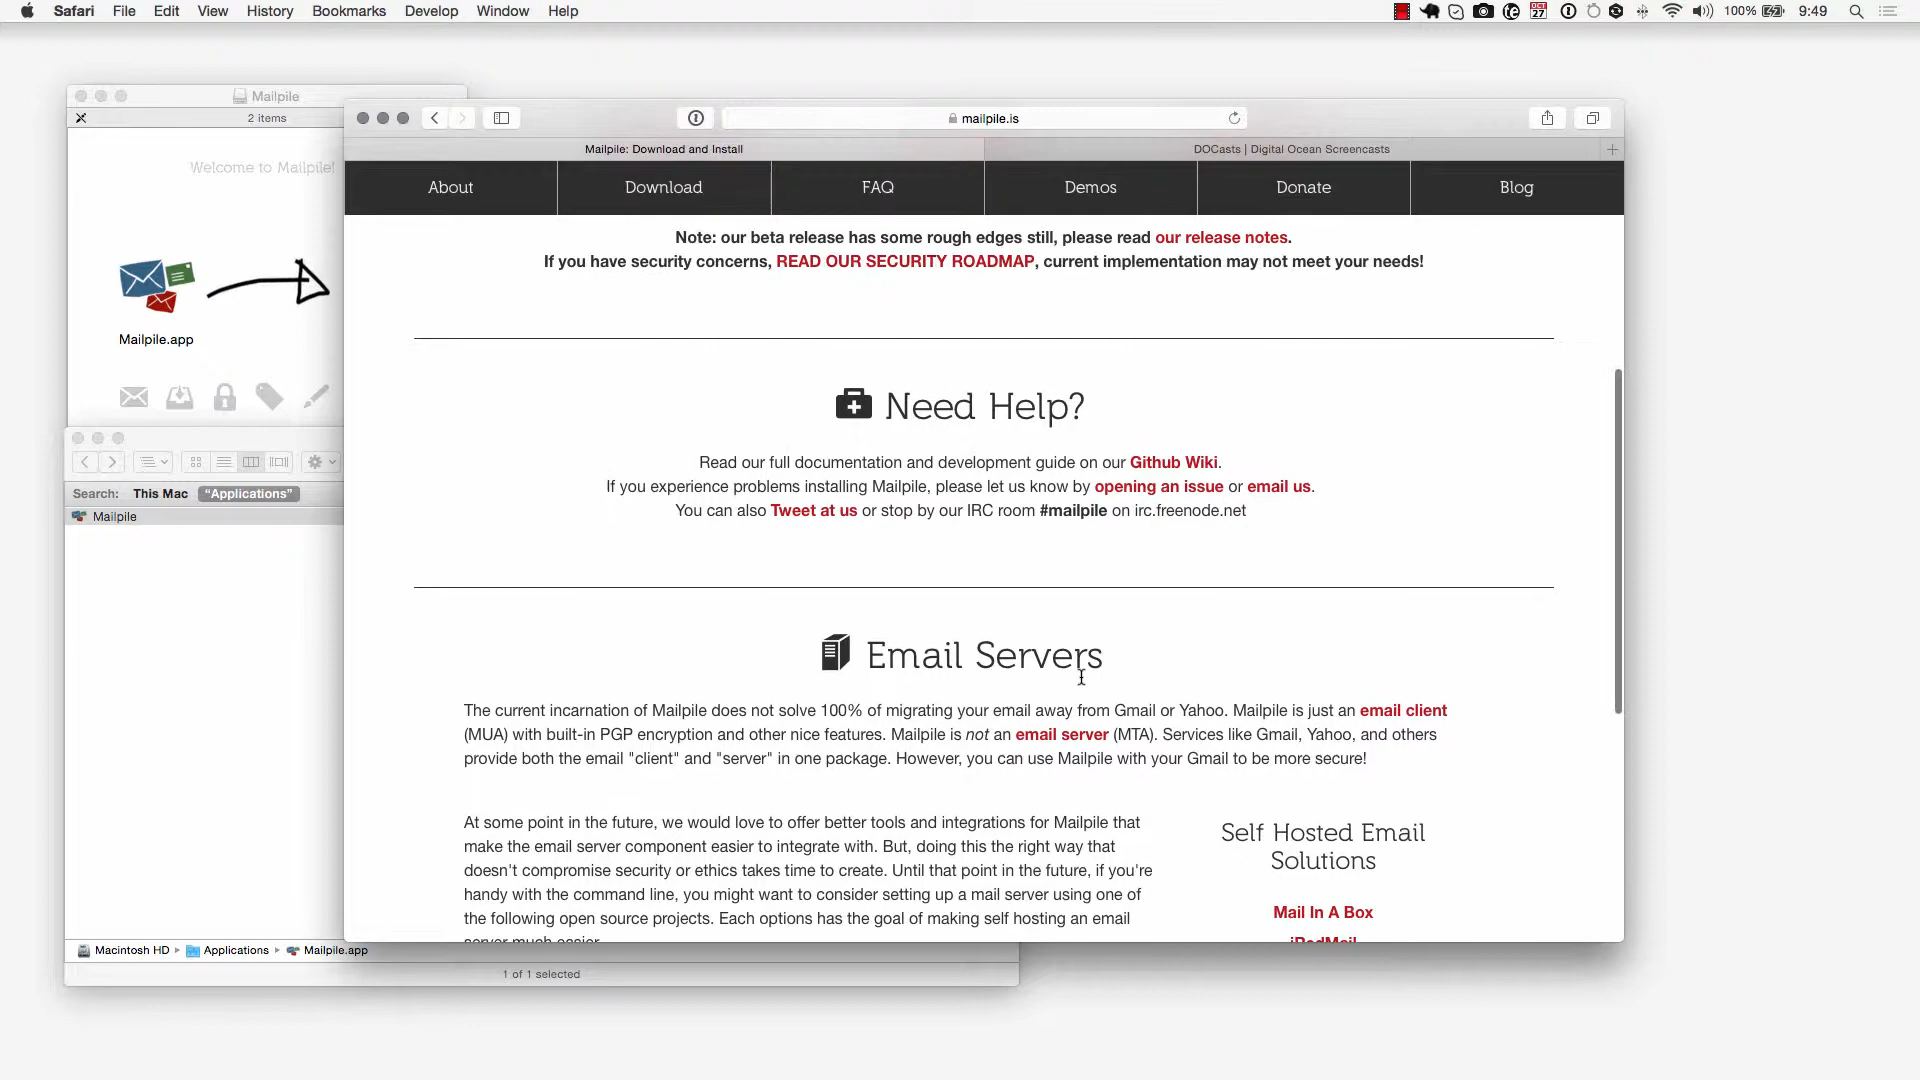 Safari File Edit View History Bookmarks Develop Window Help
OCT 27
100%
9:49
Mailpile
2 items
Welcome to Mailpile!
Mailpile.app
Search: This Mac "Applications"
Mailpile
Macintosh HD Applications Mailpile.app
1 of 1 selected
mailpile.is
Mailpile: Download and Install
DOCasts | Digital Ocean Screencasts
About Download FAQ Demos Donate Blog
Note: our beta release has some rough edges still, please read our release notes.
If you have security concerns, READ OUR SECURITY ROADMAP, current implementation may not meet your needs!
Need Help?
Read our full documentation and development guide on our Github Wiki.
If you experience problems installing Mailpile, please let us know by opening an issue or email us.
You can also Tweet at us or stop by our IRC room #mailpile on irc.freenode.net
Email Servers
The current incarnation of Mailpile does not solve 100% of migrating your email away from Gmail or Yahoo. Mailpile is just an email client
(MUA) with built-in PGP encryption and other nice features. Mailpile is not an email server (MTA). Services like Gmail, Yahoo, and others
provide both the email "client" and "server" in one package. However, you can use Mailpile with your Gmail to be more secure!
At some point in the future, we would love to offer better tools and integrations for Mailpile that
make the email server component easier to integrate with. But, doing this the right way that
doesn't compromise security or ethics takes time to create. Until that point in the future, if you're
handy with the command line, you might want to consider setting up a mail server using one of
the following open source projects. Each options has the goal of making self hosting an email
server much easier
Self Hosted Email
Solutions
Mail In A Box
iRedMail